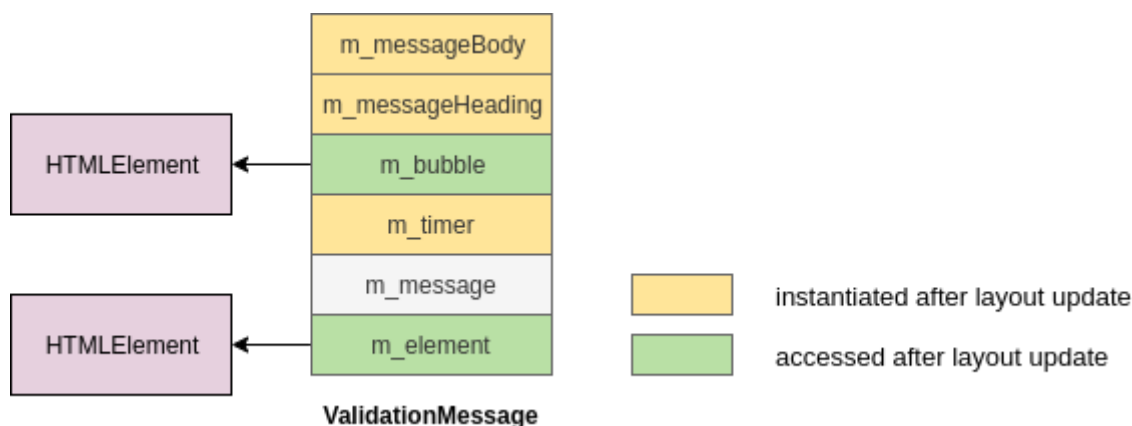 m_messageBody
m_messageHeading
HTMLElement
m_bubble
m_timer
m_message
HTMLElement
m_element
ValidationMessage
instantiated after layout update
accessed after layout update